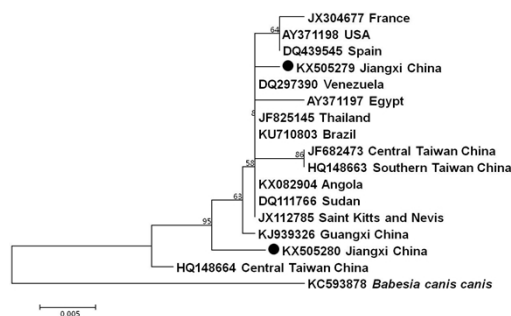 JX304677 France
64
AY371198 USA
DQ439545 Spain
KX505279 Jiangxi China
DQ297390 Venezuela
AY371197 Egypt
8
JF825145 Thailand
KU710803 Brazil
JF682473 Central Taiwan China
86
58
HQ148663 Southern Taiwan China
KX082904 Angola
63
DQ111766 Sudan
JX112785 Saint Kitts and Nevis
95
KJ939326 Guangxi China
KX505280 Jiangxi China
HQ148664 Central Taiwan China
KC593878 Babesia canis canis
0.005